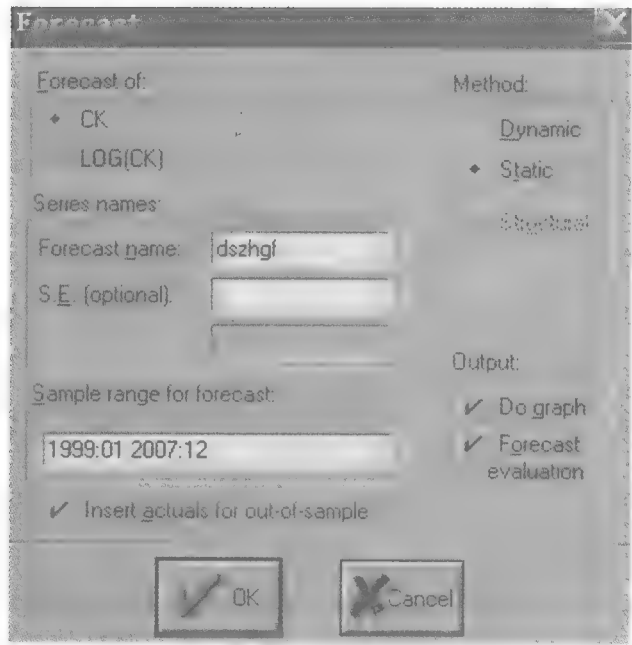 Forecast
Forecast of:
CK
LOG(CK)
Method:
Dynamic
Static
Structural
Series names:
Forecast name: dszhgf
S.E. (optional).
Sample range for forecast:
1999:01 2007:12
Insert actuals for out-of-sample
Output:
Do graph
Forecast
evaluation
OK
Cancel